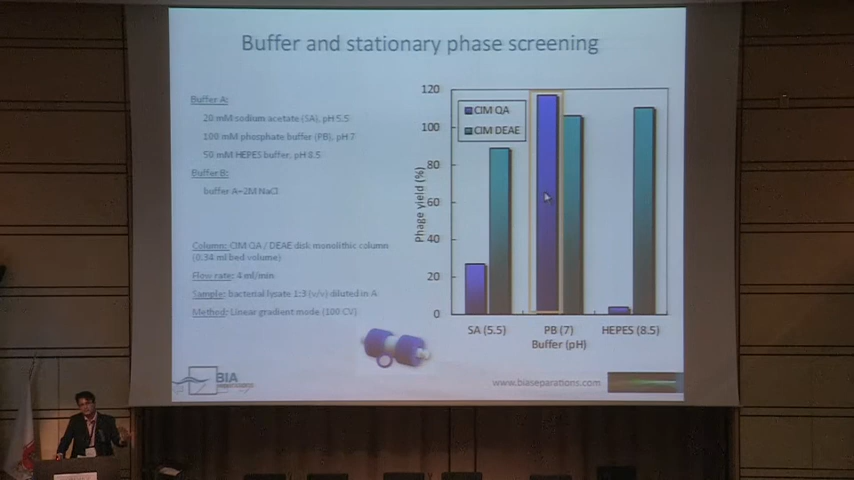 Buffer and stationary phase screening
Buffer A:
20 mM sodium acetate (SA), pH 5.5
100 mM phosphate buffer (PB), pH 7
50 mM HEPES buffer, pH 8.5
Buffer B:
buffer A+2M NaCl
Column: CIM QA / DEAE disk monolithic column
(0.34 ml bed volume)
Flow rate: 4 ml/min
Sample: bacterial lysate 1:3 (v/v) diluted in A
Method: Linear gradient mode (100 CV)
Phage yield (%)
120
100
80
60
40
20
0
CIM QA
CIM DEAE
SA (5.5) PB (7) HEPES (8.5)
Buffer (pH)
BIA
www.biaseparations.com